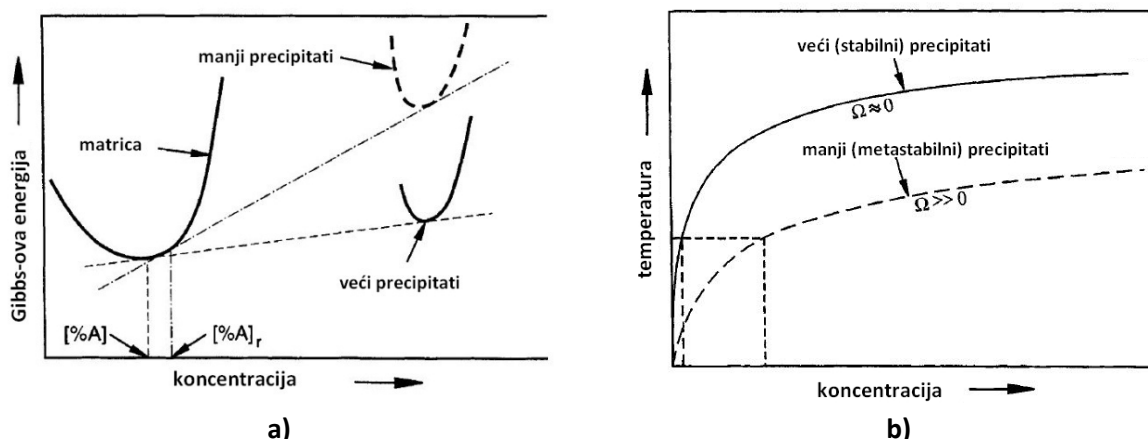 Gibbs-ova energija
manji precipitati
matrica
veći precipitati
[%A]
[%A]r
koncentracija
a)
temperatura
veći (stabilni) precipitati
Ω≈0
manji (metastabilni) precipitati
Ω>>0
koncentracija
b)